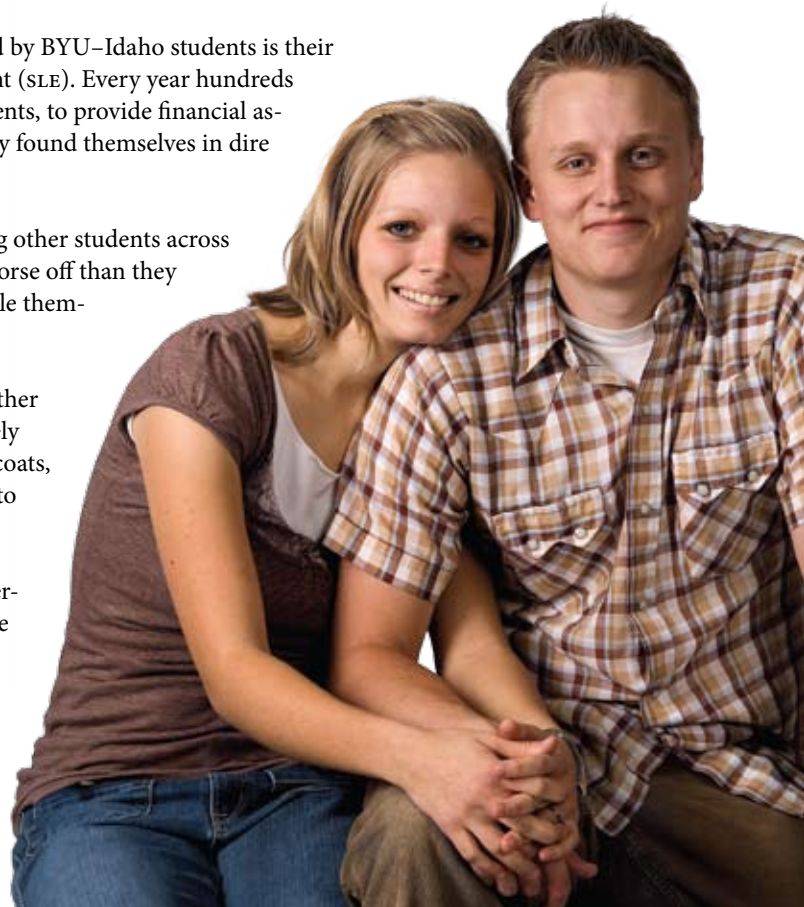 d by BYU–Idaho students is their
nt (SLE). Every year hundreds
ents, to provide financial as-
y found themselves in dire
g other students across
orse off than they
le them-
ther
ly
coats,
to
er-
e